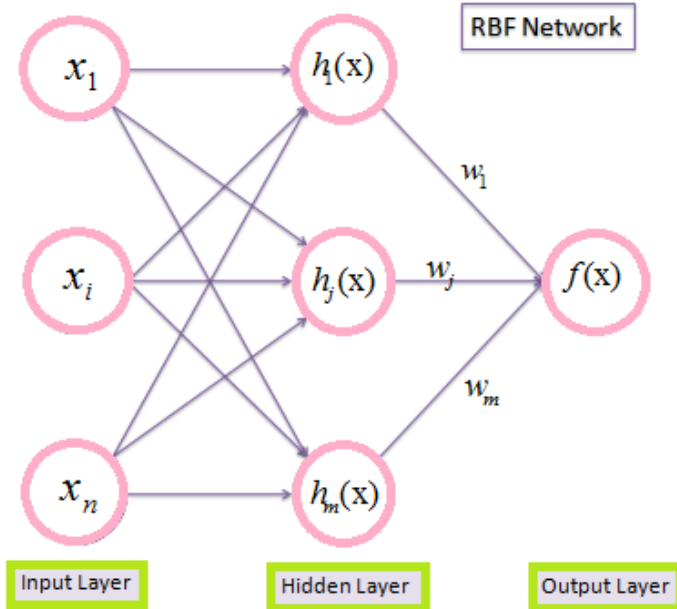 RBF Network
x₁ h₁(x)
w₁
xᵢ hⱼ(x) wⱼ f(x)
wₘ
xₙ hₘ(x)
Input Layer Hidden Layer Output Layer